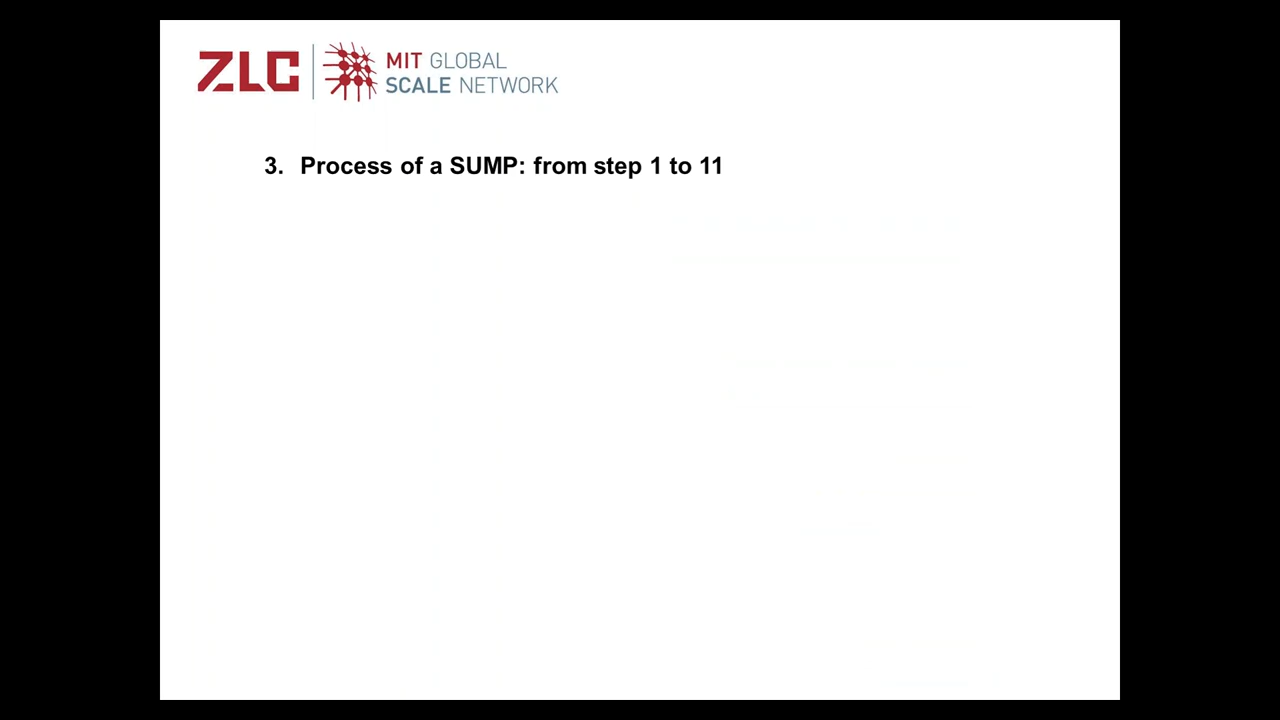 ZLC
MIT GLOBAL
SCALE NETWORK
3. Process of a SUMP: from step 1 to 11